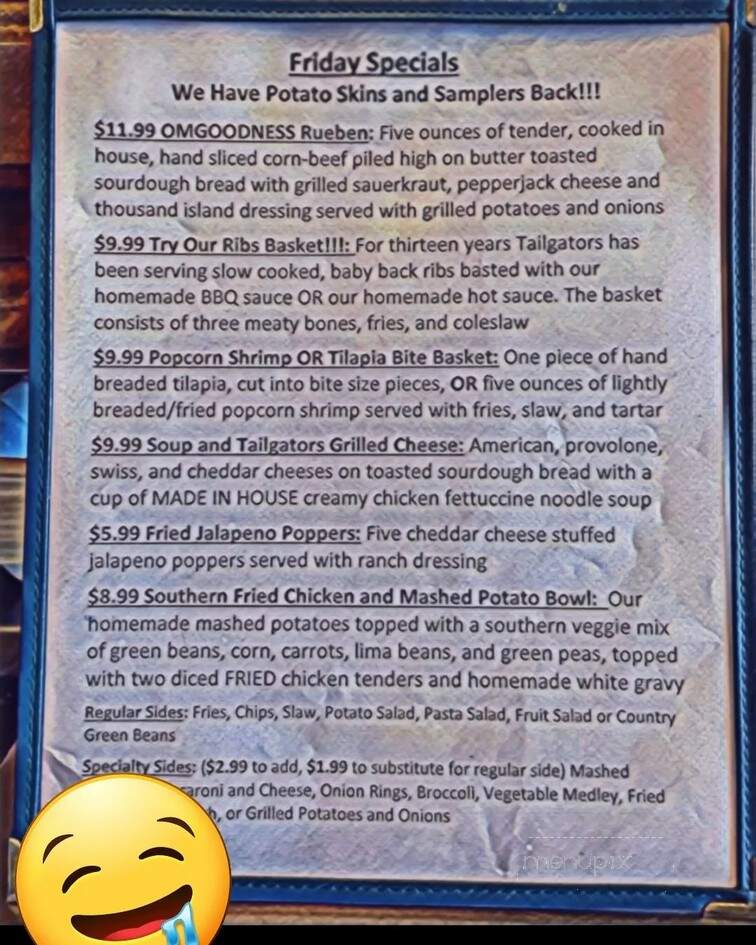 Friday Specials
We Have Potato Skins and Samplers Back!!!
$11.99 OMGOODNESS Rueben: Five ounces of tender, cooked in
house, hand sliced corn-beef piled high on butter toasted
sourdough bread with grilled sauerkraut, pepperjack cheese and
thousand island dressing served with grilled potatoes and onions
$9.99 Try Our Ribs Basket!!!: For thirteen years Tailgators has
been serving slow cooked, baby back ribs basted with our
homemade BBQ sauce OR our homemade hot sauce. The basket
consists of three meaty bones, fries, and coleslaw
$9.99 Popcorn Shrimp OR Tilapia Bite Basket: One piece of hand
breaded tilapia, cut into bite size pieces, OR five ounces of lightly
breaded/fried popcorn shrimp served with fries, slaw, and tartar
$9.99 Soup and Tailgators Grilled Cheese: American, provolone,
swiss, and cheddar cheeses on toasted sourdough bread with a
cup of MADE IN HOUSE creamy chicken fettuccine noodle soup
$5.99 Fried Jalapeno Poppers: Five cheddar cheese stuffed
jalapeno poppers served with ranch dressing
$8.99 Southern Fried Chicken and Mashed Potato Bowl: Our
homemade mashed potatoes topped with a southern veggie mix
of green beans, corn, carrots, lima beans, and green peas, topped
with two diced FRIED chicken tenders and homemade white gravy
Regular Sides: Fries, Chips, Slaw, Potato Salad, Pasta Salad, Fruit Salad or Country
Green Beans
Specialty Sides: ($2.99 to add, $1.99 to substitute for regular side) Mashed
and Cheese, Onion Rings, Broccoli, Vegetable Medley, Fried
or Grilled Potatoes and Onions
menupix